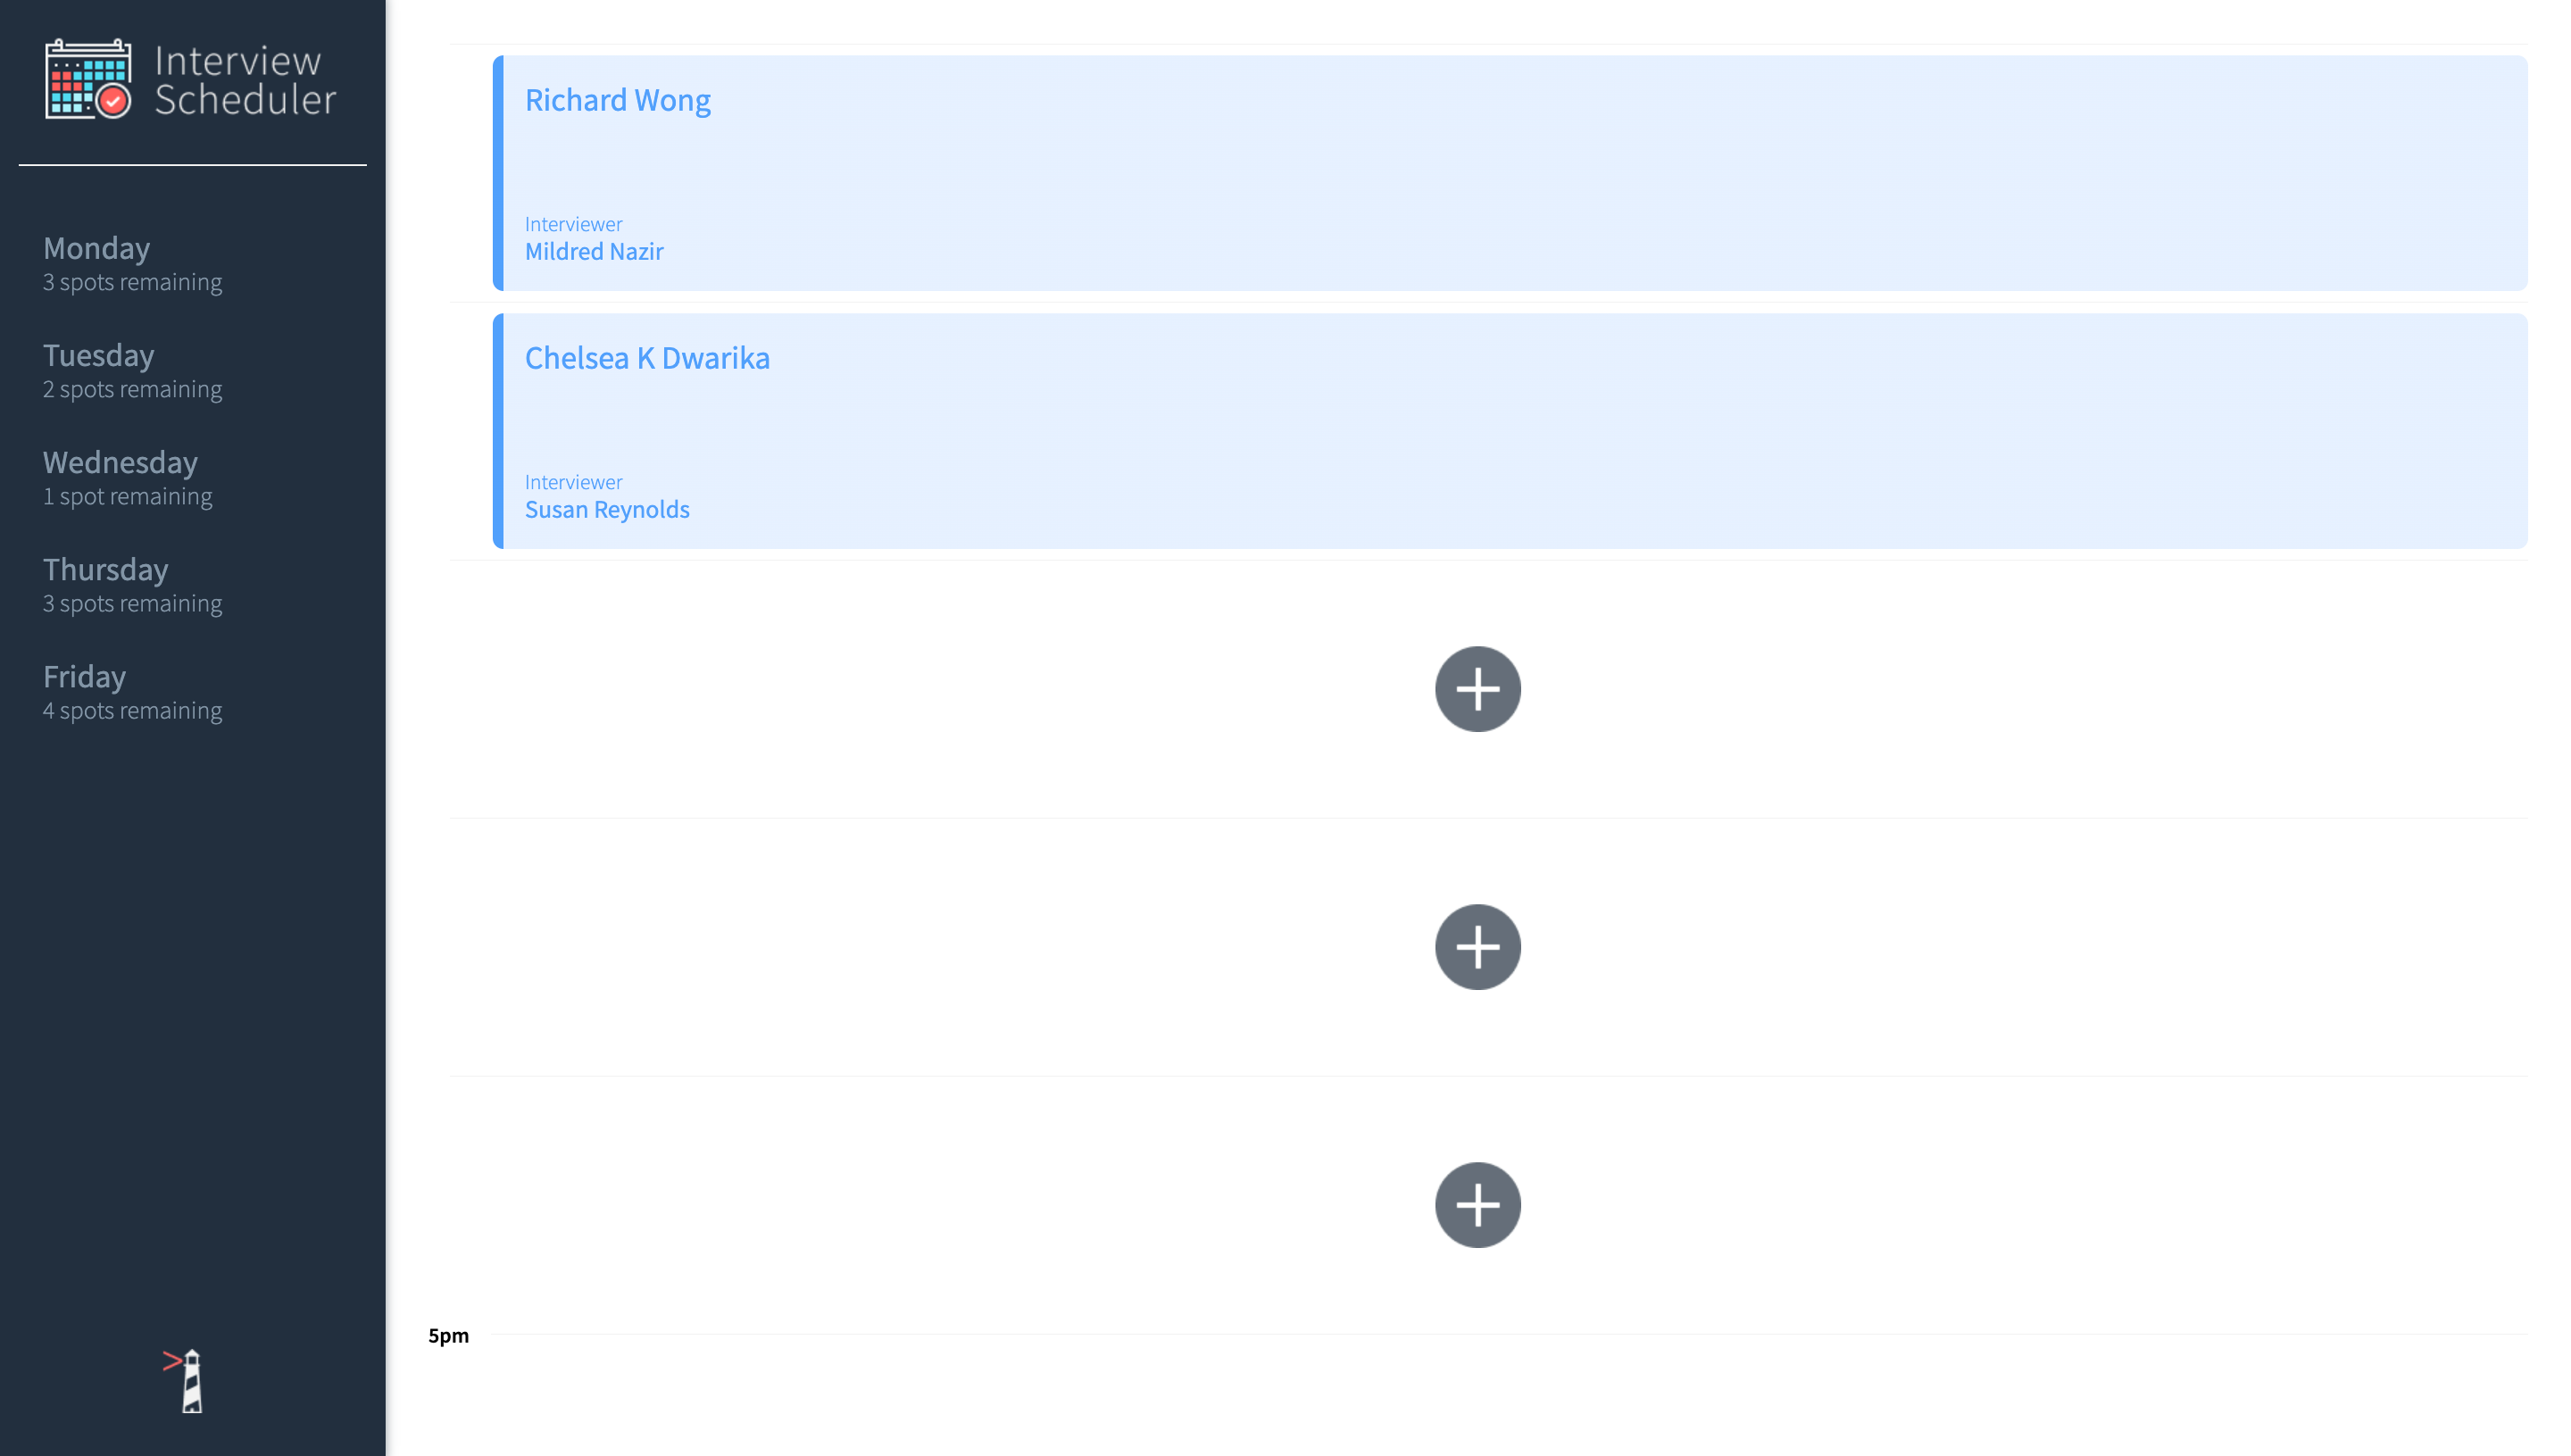 Interview
Scheduler
Monday
3 spots remaining
Tuesday
2 spots remaining
Wednesday
1 spot remaining
Thursday
3 spots remaining
Friday
4 spots remaining
Richard Wong
Interviewer
Mildred Nazir
Chelsea K Dwarika
Interviewer
Susan Reynolds
5pm